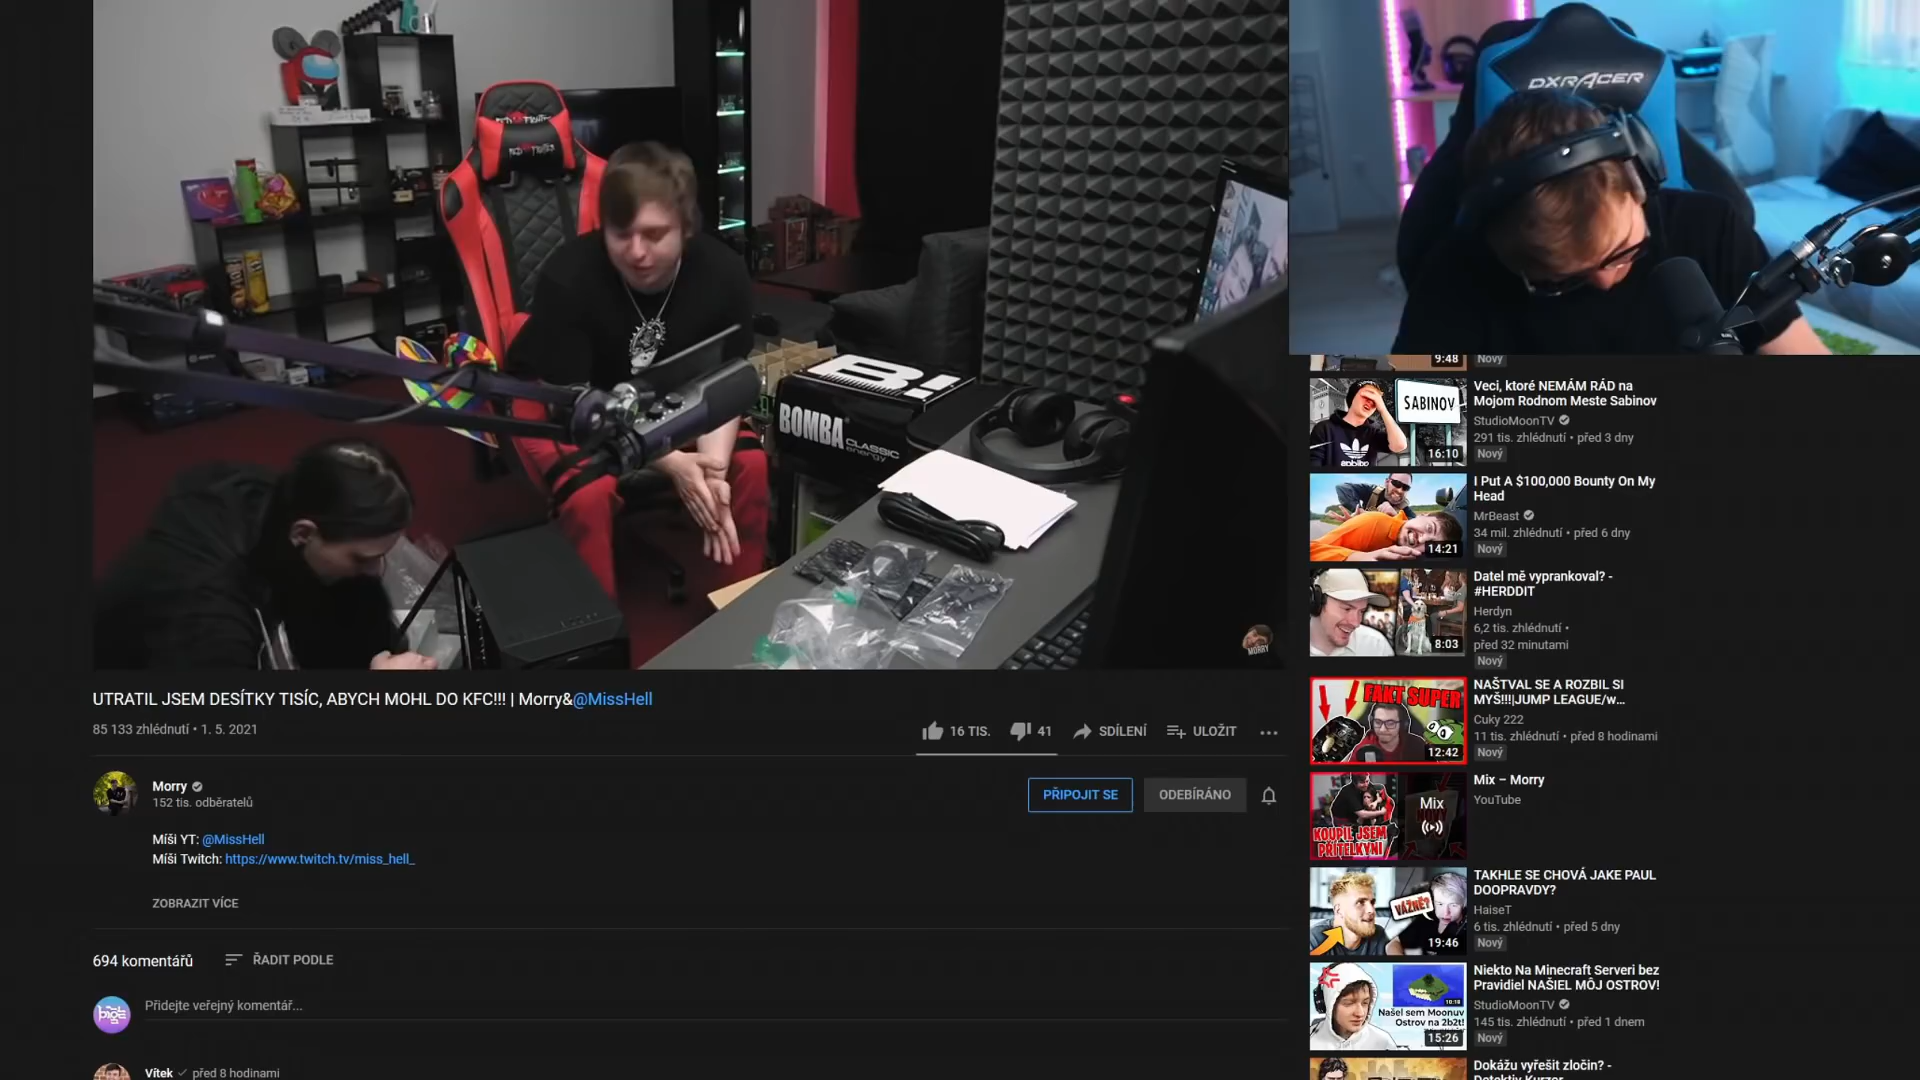 DXRACER
B!
BOMBA
CLASSIC
energy
MORRY
UTRATIL JSEM DESÍTKY TISÍC, ABYCH MOHL DO KFC!!! | Morry&@MissHell
85 133 zhlédnutí • 1. 5. 2021
16 TIS.
41
SDÍLENÍ
ULOŽIT
Morry
152 tis. odběratelů
PŘIPOJIT SE
ODEBÍRÁNO
Míši YT: @MissHell
Míši Twitch: https://www.twitch.tv/miss_hell_
ZOBRAZIT VÍCE
694 komentářů
ŘADIT PODLE
Přidejte veřejný komentář...
Vítek
před 8 hodinami
9:48
Nový
SABINOV
16:10
Veci, ktoré NEMÁM RÁD na
Mojom Rodnom Meste Sabinov
StudioMoonTV
291 tis. zhlédnutí • před 3 dny
Nový
14:21
I Put A $100,000 Bounty On My
Head
MrBeast
34 mil. zhlédnutí • před 6 dny
Nový
8:03
Datel mě vyprankoval? -
#HERDDIT
Herdyn
6,2 tis. zhlédnutí •
před 32 minutami
Nový
FAKT SUPER
12:42
NAŠTVAL SE A ROZBIL SI
MYŠ!!!|JUMP LEAGUE/w...
Cuky 222
11 tis. zhlédnutí • před 8 hodinami
Nový
KOUPIL JSEM
PŘÍTELKYNI
Mix
Mix – Morry
YouTube
VÁŽNĚ?
19:46
TAKHLE SE CHOVÁ JAKE PAUL
DOOPRAVDY?
HaiseT
6 tis. zhlédnutí • před 5 dny
Nový
10:18
Našel sem Moonuv
Ostrov na 2b2t!
15:26
Niekto Na Minecraft Serveri bez
Pravidiel NAŠIEL MÔJ OSTROV!
StudioMoonTV
145 tis. zhlédnutí • před 1 dnem
Nový
Dokážu vyřešit zločin? -